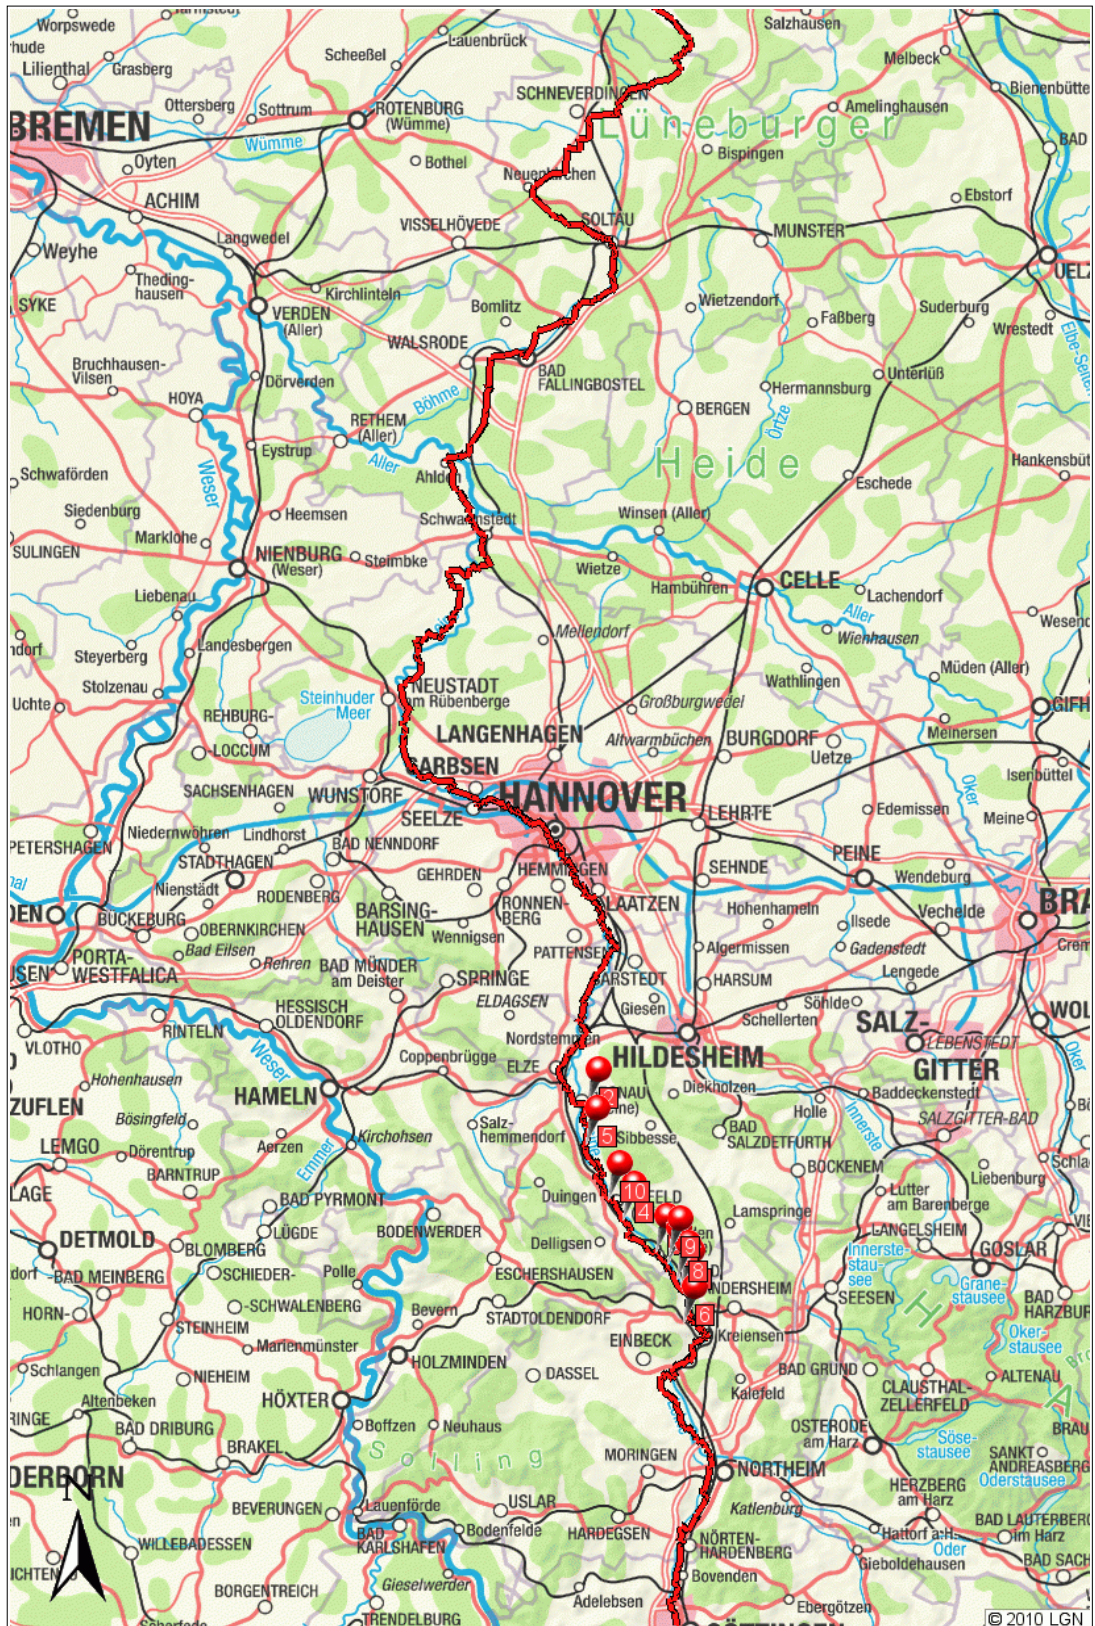 Worpswede
Salzhausen
Scheeßel
Lauenbrück
Melbeck
Lilienthal
Grasberg
Ottersberg
Sottrum
ROTENBURG
(Wümme)
SCHNEVERDINGEN
Amelinghausen
BREMEN
Oyten
Wümme
Bothel
Lüneburger
Bispingen
BAD
ACHIM
Neuenkirchen
Ebstorf
Weyhe
Langwedel
VISSELHÖVEDE
SOLTAU
MUNSTER
Theding-
hausen
Kirchlinteln
SYKE
VERDEN
(Aller)
Bomlitz
Wietzendorf
Faßberg
Suderburg
Wrestedt
WALSRODE
BAD
FALLINGBOSTEL
Bruchhausen-
Vilsen
Dörverden
Hermannsburg
Unterlüß
HOYA
Böhme
RETHEM
(Aller)
BERGEN
Örtze
Eystrup
Aller
Heide
Schwaförden
Weser
Ahlden
Eschede
Siedenburg
Heemsen
Winsen (Aller)
SULINGEN
Marklohe
NIENBURG
(Weser)
Steimbke
Wietze
Hambühren
CELLE
Lachendorf
Liebenau
Aller
Wienhausen
Steyerberg
Landesbergen
Mellendorf
Müden (Aller)
Stolzenau
Wathlingen
Uchte
Steinhuder
Meer
NEUSTADT
am Rübenberge
Großburgwedel
REHBURG-
LOCCUM
LANGENHAGEN
Altwarmbüchen
BURGDORF
Uetze
Meinersen
Isenbüttel
SACHSENHAGEN
WUNSTORF
HANNOVER
Oker
Edemissen
Meine
SEELZE
LEHRTE
PETERSHAGEN
Niedernwöhren
Lindhorst
BAD NENNDORF
STADTHAGEN
GEHRDEN
HEMMINGEN
SEHNDE
PEINE
Wendeburg
Nienstädt
RODENBERG
BARSING-
HAUSEN
RONNEN-
BERG
Hohenhameln
Ilsede
Vechelde
BÜCKEBURG
OBERNKIRCHEN
Wennigsen
PATTENSEN
Algermissen
Gadenstedt
PORTA-
WESTFALICA
Bad Eilsen
Rehren
BAD MÜNDER
am Deister
SPRINGE
HARSUM
Lengede
HESSISCH
OLDENDORF
ELDAGSEN
Giesen
Söhlde
Schellerten
SALZ-
GITTER
LEBENSTEDT
RINTELN
VLOTHO
Weser
Coppenbrügge
Nordstemmen
HILDESHEIM
ELZE
Diekholzen
Baddeckenstedt
Oker
Hohenhausen
HAMELN
Holle
Innerste
SALZGITTER-BAD
2
Bösingfeld
Kirchohsen
Salz-
hemmendorf
5
Sibbesse
BAD
SALZDETFURTH
LEMGO
Dörentrup
Aerzen
Emmer
BOCKENEM
Liebenburg
BARNTRUP
Duingen
10
4
Lutter
am Barenberge
BAD PYRMONT
BODENWERDER
Lamspringe
DETMOLD
LÜGDE
Delligsen
9
LANGELSHEIM
GOSLAR
BLOMBERG
SCHIEDER-
Polle
ESCHERSHAUSEN
8
Innerste-
stau-
see
SEESEN
Grane-
stausee
BAD
HARZBURG
BAD MEINBERG
HORN-
-SCHWALENBERG
Bevern
STADTOLDENDORF
6
STEINHEIM
Marienmünster
EINBECK
Kreiensen
Oker-
stausee
Schlangen
NIEHEIM
HOLZMINDEN
DASSEL
BAD GRUND
CLAUSTHAL-
ZELLERFELD
ALTENAU
Altenbeken
HÖXTER
Kalefeld
BAD DRIBURG
Boffzen
Neuhaus
OSTERODE
am Harz
Söse-
stausee
BRAKEL
Solling
MORINGEN
NORTHEIM
SANKT
ANDREASBERG
Oderstausee
N
BEVERUNGEN
Lauenförde
USLAR
Katlenburg
HERZBERG
am Harz
BAD
KARLSHAFEN
Bodenfelde
HARDEGSEN
Hattorf a.H.
BAD LAUTERBERG
im Harz
WILLEBADESSEN
NÖRTEN-
HARDENBERG
Oder
Gieboldehausen
Gieselwerder
Bovenden
BORGENTREICH
Adelebsen
Ebergötzen
TRENDELBURG
© 2010 LGN